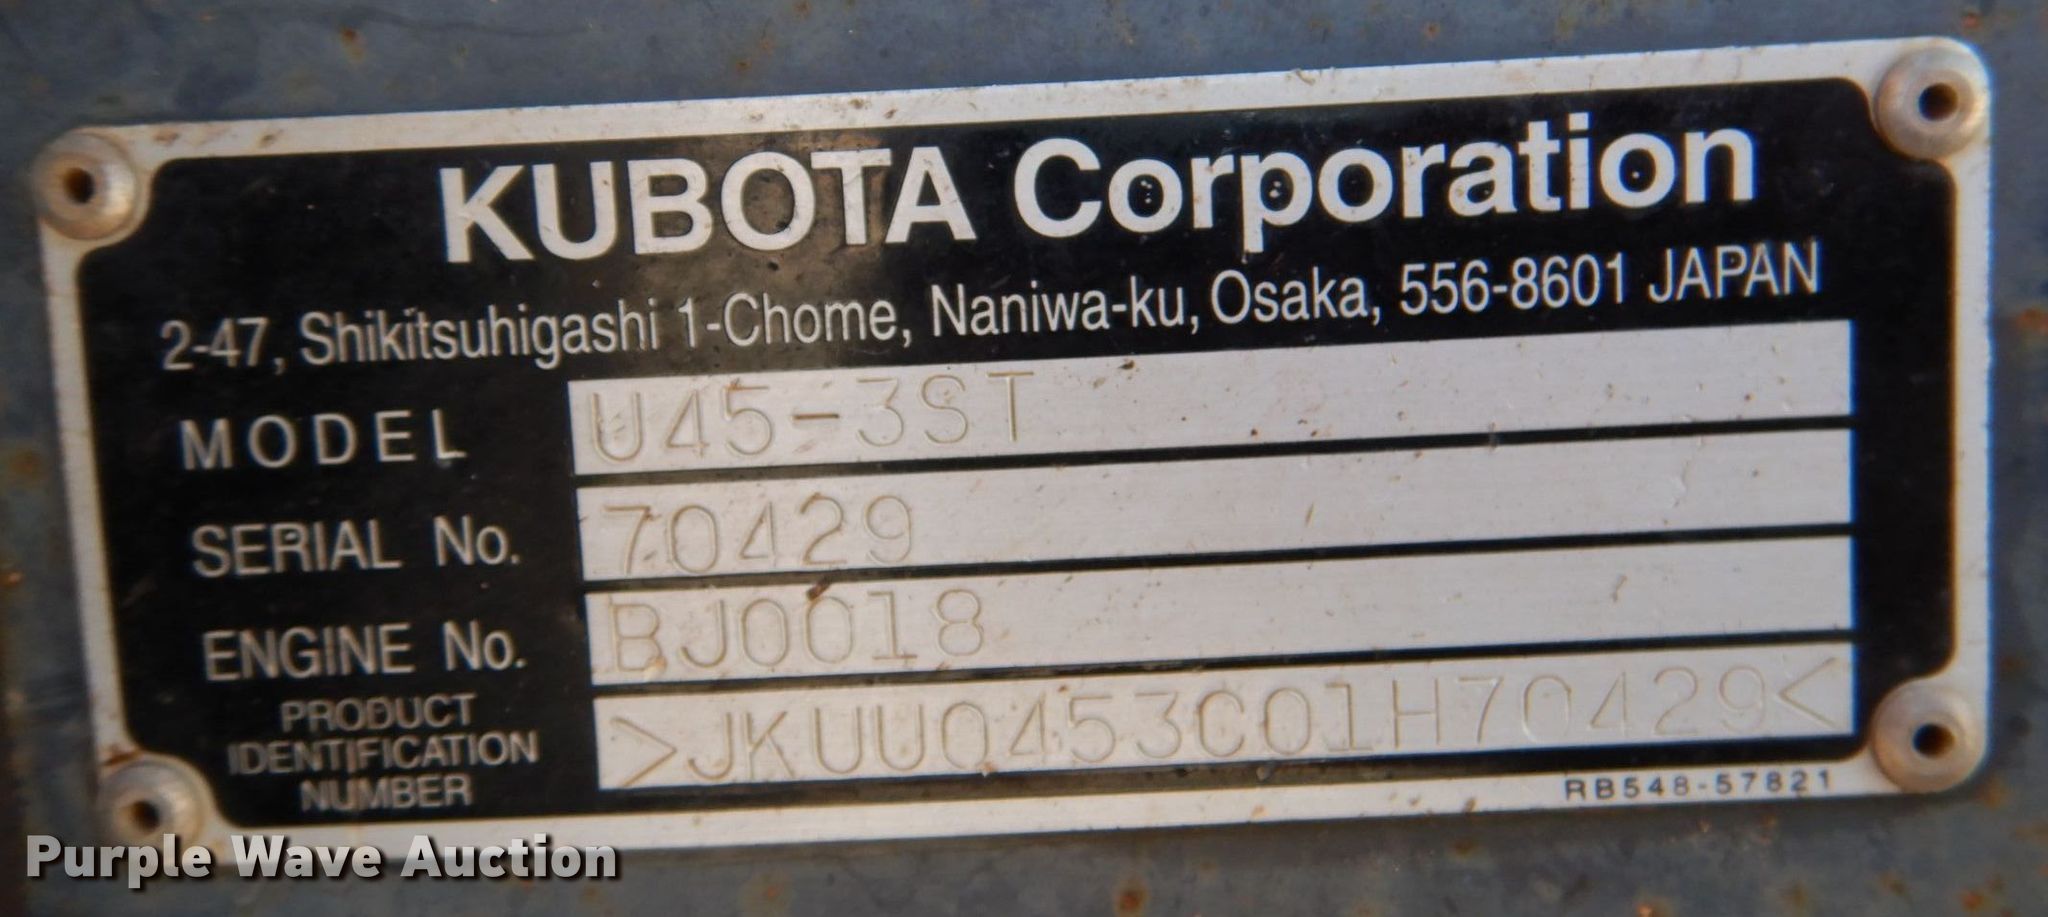 KUBOTA Corporation
2-47, Shikitsuhigashi 1-Chome, Naniwa-ku, Osaka, 556-8601 JAPAN
MODEL U45-3ST
SERIAL No. 70429
ENGINE No. BJ0018
PRODUCT
IDENTIFICATION
NUMBER
>JKUU0453C01H70429<
RB548-57821
Purple Wave Auction